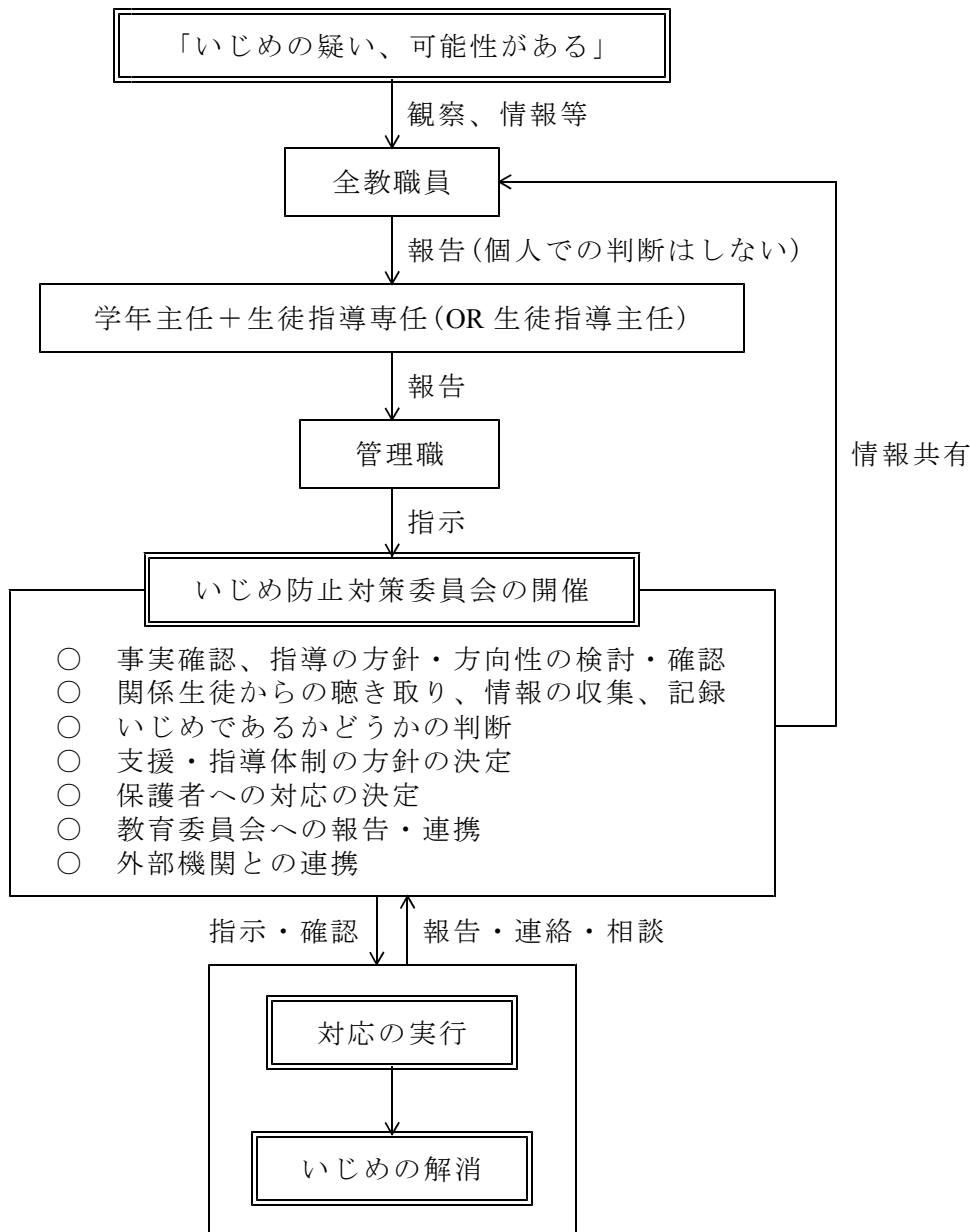 「いじめの疑い、可能性がある」
観察、情報等
全教職員
報告(個人での判断はしない)
学年主任＋生徒指導専任(OR 生徒指導主任)
報告
管理職
情報共有
指示
いじめ防止対策委員会の開催
○ 事実確認、指導の方針・方向性の検討・確認
○ 関係生徒からの聴き取り、情報の収集、記録
○ いじめであるかどうかの判断
○ 支援・指導体制の方針の決定
○ 保護者への対応の決定
○ 教育委員会への報告・連携
○ 外部機関との連携
指示・確認
報告・連絡・相談
対応の実行
いじめの解消